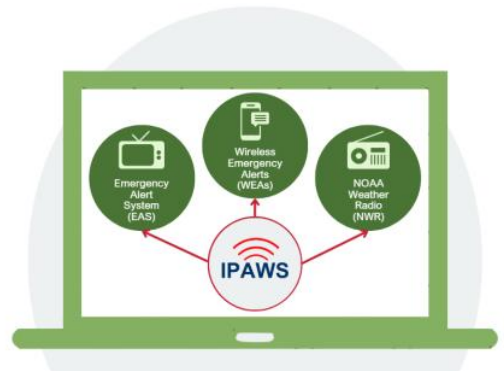 Emergency
Alert
System
(EAS)
Wireless
Emergency
Alerts
(WEAs)
NOAA
Weather
Radio
(NWR)
IPAWS